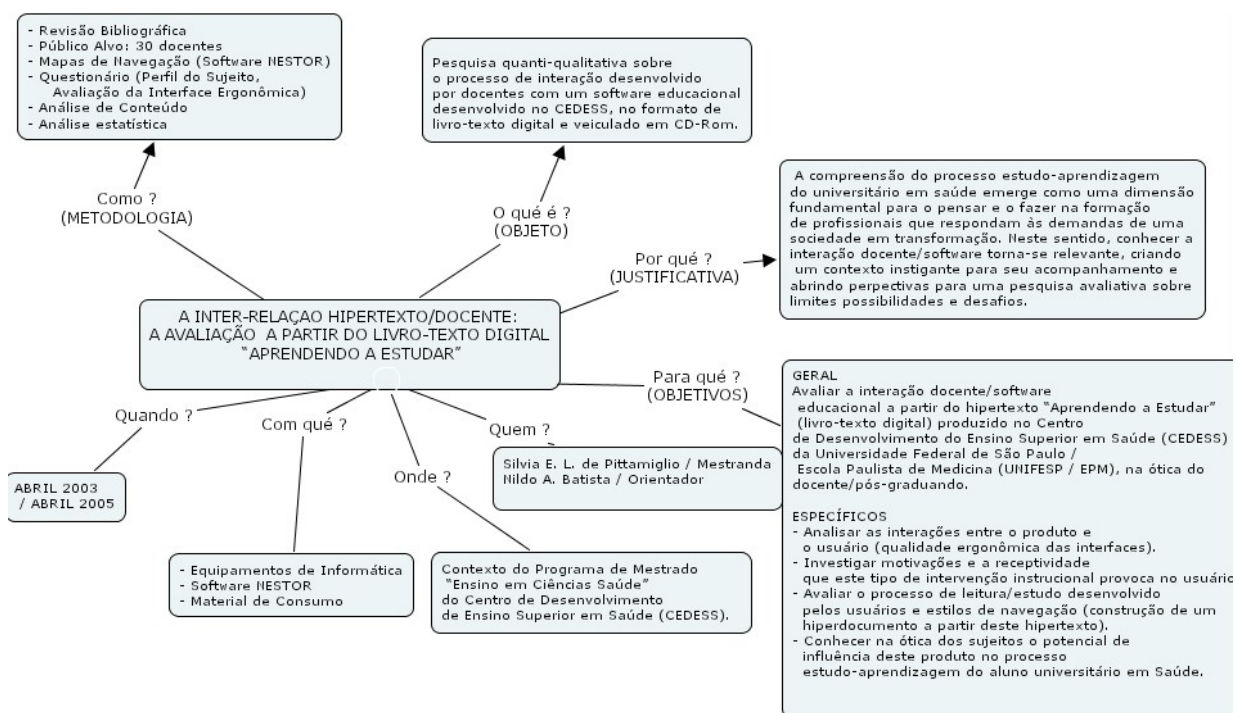 - Revisão Bibliográfica
- Público Alvo: 30 docentes
- Mapas de Navegação (Software NESTOR)
- Questionário (Perfil do Sujeito,
Avaliação da Interface Ergonômica)
- Análise de Conteúdo
- Análise estatística
Pesquisa quanti-qualitativa sobre
o processo de interação desenvolvido
por docentes com um software educacional
desenvolvido no CEDESS, no formato de
livro-texto digital e veiculado em CD-Rom.
Como ?
(METODOLOGIA)
O qué é ?
(OBJETO)
Por qué ?
(JUSTIFICATIVA)
A compreensão do processo estudo-aprendizagem
do universitário em saúde emerge como uma dimensão
fundamental para o pensar e o fazer na formação
de profissionais que respondam às demandas de uma
sociedade em transformação. Neste sentido, conhecer a
interação docente/software torna-se relevante, criando
um contexto instigante para seu acompanhamento e
abrindo perpectivas para uma pesquisa avaliativa sobre
limites possibilidades e desafios.
A INTER-RELAÇAO HIPERTEXTO/DOCENTE:
A AVALIAÇÃO A PARTIR DO LIVRO-TEXTO DIGITAL
"APRENDENDO A ESTUDAR"
Para qué ?
(OBJETIVOS)
GERAL
Avaliar a interação docente/software
educacional a partir do hipertexto "Aprendendo a Estudar"
(livro-texto digital) produzido no Centro
de Desenvolvimento do Ensino Superior em Saúde (CEDESS)
da Universidade Federal de São Paulo /
Escola Paulista de Medicina (UNIFESP / EPM), na ótica do
docente/pós-graduando.
ESPECÍFICOS
- Analisar as interações entre o produto e
o usuário (qualidade ergonômica das interfaces).
- Investigar motivações e a receptividade
que este tipo de intervenção instrucional provoca no usuário
- Avaliar o processo de leitura/estudo desenvolvido
pelos usuários e estilos de navegação (construção de um
hiperdocumento a partir deste hipertexto).
- Conhecer na ótica dos sujeitos o potencial de
influência deste produto no processo
estudo-aprendizagem do aluno universitário em Saúde.
Quando ?
Com qué ?
Onde ?
Quem ?
ABRIL 2003
/ ABRIL 2005
Silvia E. L. de Pittamiglio / Mestranda
Nildo A. Batista / Orientador
- Equipamentos de Informática
- Software NESTOR
- Material de Consumo
Contexto do Programa de Mestrado
"Ensino em Ciências Saúde"
do Centro de Desenvolvimento
de Ensino Superior em Saúde (CEDESS).